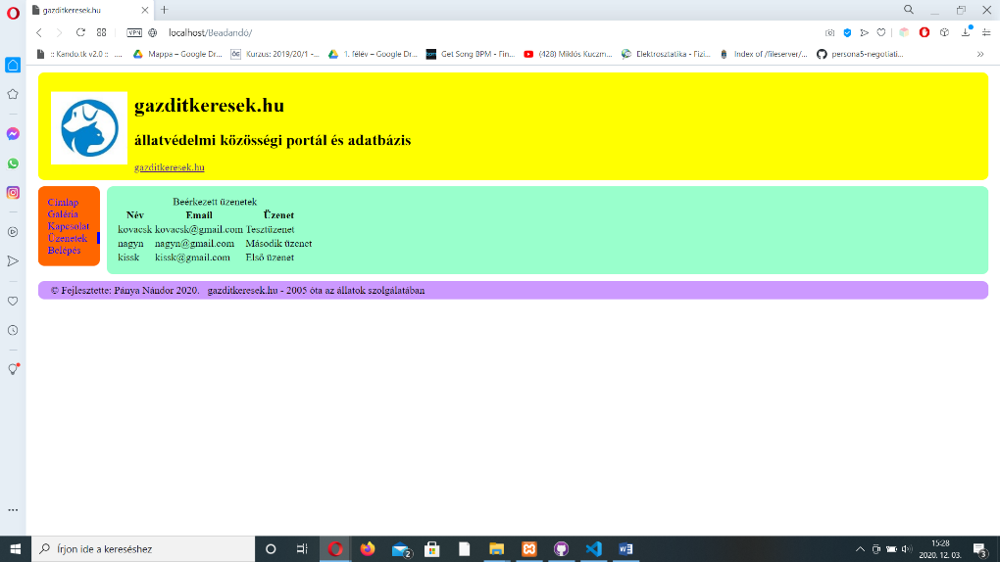 gazditkeresek.hu
VPN
localhost/Beadandó/
:: Kando.tk v2.0 :: ....
Mappa – Google Dr...
Kurzus: 2019/20/1 -...
1. félév – Google Dr...
Get Song BPM - Fin...
(428) Miklós Kuczm...
Elektrosztatika - Fizi...
Index of /fileserver/...
persona5-negotiati...
gazditkeresek.hu
állatvédelmi közösségi portál és adatbázis
gazditkeresek.hu
Címlap
Galéria
Kapcsolat
Üzenetek
Belépés
Beérkezett üzenetek
Név Email Üzenet
kovacsk kovacsk@gmail.com Tesztüzenet
nagyn nagyn@gmail.com Második üzenet
kissk kissk@gmail.com Első üzenet
© Fejlesztette: Pánya Nándor 2020. gazditkeresek.hu - 2005 óta az állatok szolgálatában
Írjon ide a kereséshez
2
15:28
2020. 12. 03.
3